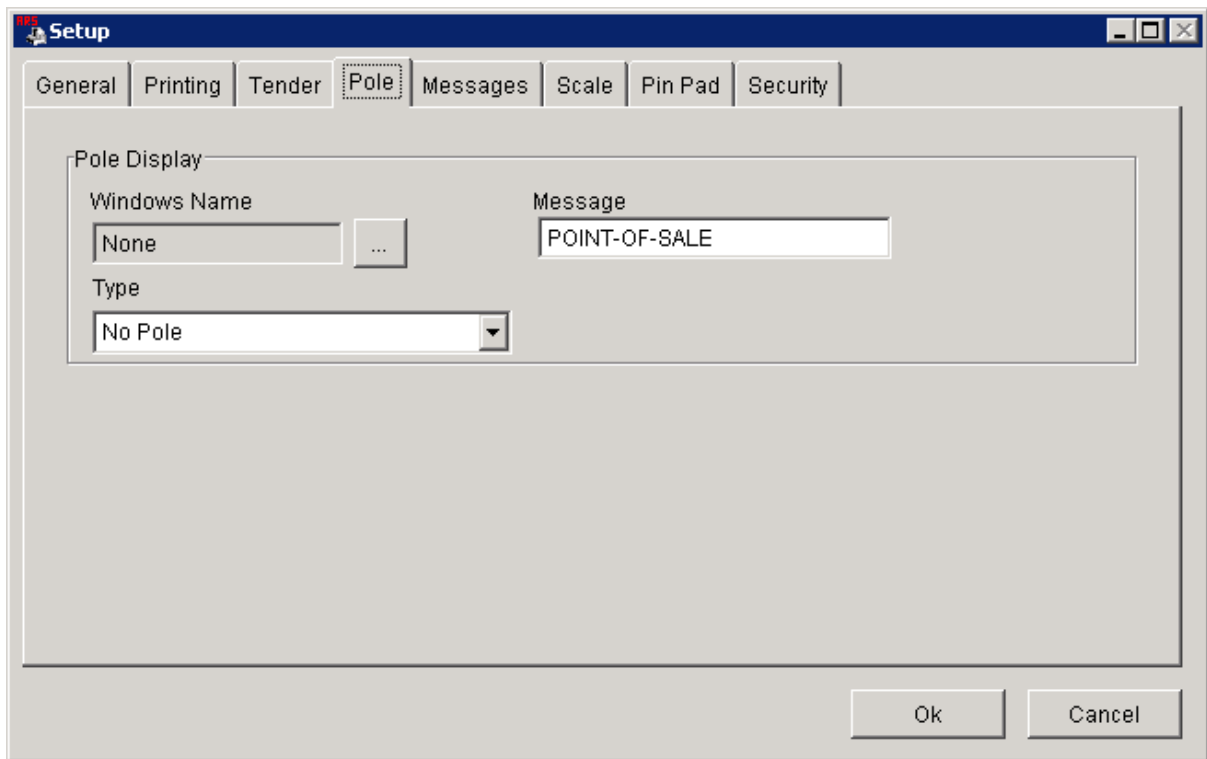 ARS
Setup
General Printing Tender Pole Messages Scale Pin Pad Security
Pole Display
Windows Name Message
None ... POINT-OF-SALE
Type
No Pole
Ok Cancel